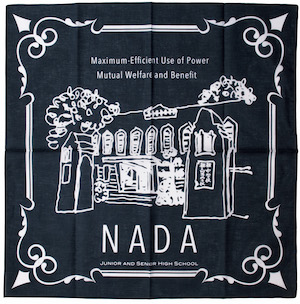 Maximum-Efficient Use of Power
Mutual Welfare and Benefit
NADA
JUNIOR AND SENIOR HIGH SCHOOL